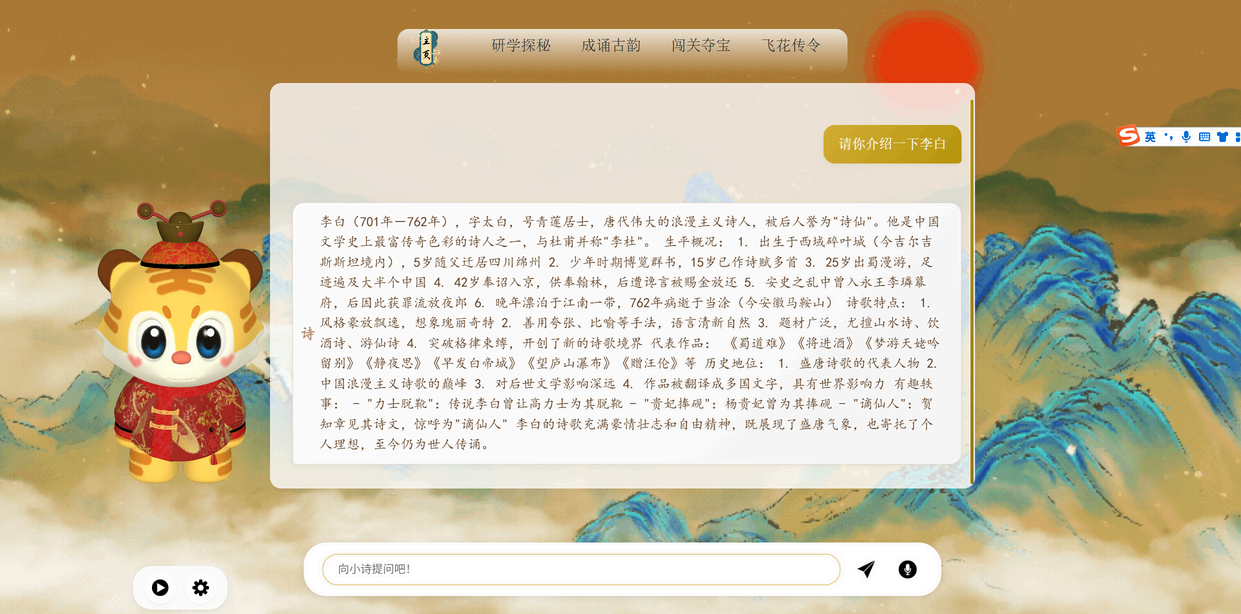 主页
研学探秘 成诵古韵 闯关夺宝 飞花传令
英
请你介绍一下李白
诗
李白（701年—762年），字太白，号青莲居士，唐代伟大的浪漫主义诗人，被后人誉为"诗仙"。他是中国
文学史上最富传奇色彩的诗人之一，与杜甫并称"李杜"。 生平概况： 1. 出生于西域碎叶城（今吉尔吉
斯斯坦境内），5岁随父迁居四川绵州 2. 少年时期博览群书，15岁已作诗赋多首 3. 25岁出蜀漫游，足
迹遍及大半个中国 4. 42岁奉诏入京，供奉翰林，后遭谗言被赐金放还 5. 安史之乱中曾入永王李璘幕
府，后因此获罪流放夜郎 6. 晚年漂泊于江南一带，762年病逝于当涂（今安徽马鞍山） 诗歌特点： 1.
风格豪放飘逸，想象瑰丽奇特 2. 善用夸张、比喻等手法，语言清新自然 3. 题材广泛，尤擅山水诗、饮
酒诗、游仙诗 4. 突破格律束缚，开创了新的诗歌境界 代表作品： 《蜀道难》《将进酒》《梦游天姥吟
留别》《静夜思》《早发白帝城》《望庐山瀑布》《赠汪伦》等 历史地位： 1. 盛唐诗歌的代表人物 2.
中国浪漫主义诗歌的巅峰 3. 对后世文学影响深远 4. 作品被翻译成多国文字，具有世界影响力 有趣轶
事： - "力士脱靴"：传说李白曾让高力士为其脱靴 - "贵妃捧砚"：杨贵妃曾为其捧砚 - "谪仙人"：贺
知章见其诗文，惊呼为"谪仙人" 李白的诗歌充满豪情壮志和自由精神，既展现了盛唐气象，也寄托了个
人理想，至今仍为世人传诵。
向小诗提问吧！